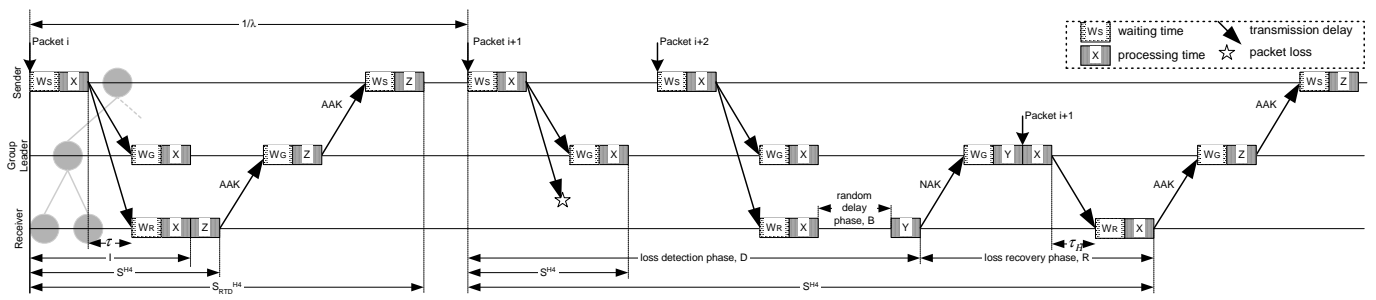 1/λ
Packet i
Packet i+1
Packet i+2
Ws waiting time
transmission delay
X processing time
packet loss
Sender
Ws X
Ws Z
Ws X
Ws X
Ws Z
AAK
AAK
Packet i+1
Group Leader
WG X
WG Z
WG X
WG X
WG Y X
WG Z
AAK
random delay phase, B
NAK
AAK
Receiver
WR X Z
WR X
Y
WR X
τ
τH
I
loss detection phase, D
loss recovery phase, R
S^H4
S^H4
S_RTD^H4
S^H4